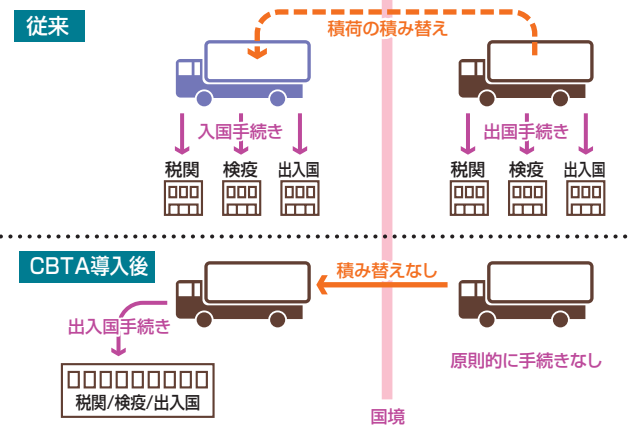 従来
積荷の積み替え
入国手続き
出国手続き
税関 検疫 出入国
税関 検疫 出入国
CBTA導入後
積み替えなし
出入国手続き
原則的に手続きなし
税関/検疫/出入国
国境